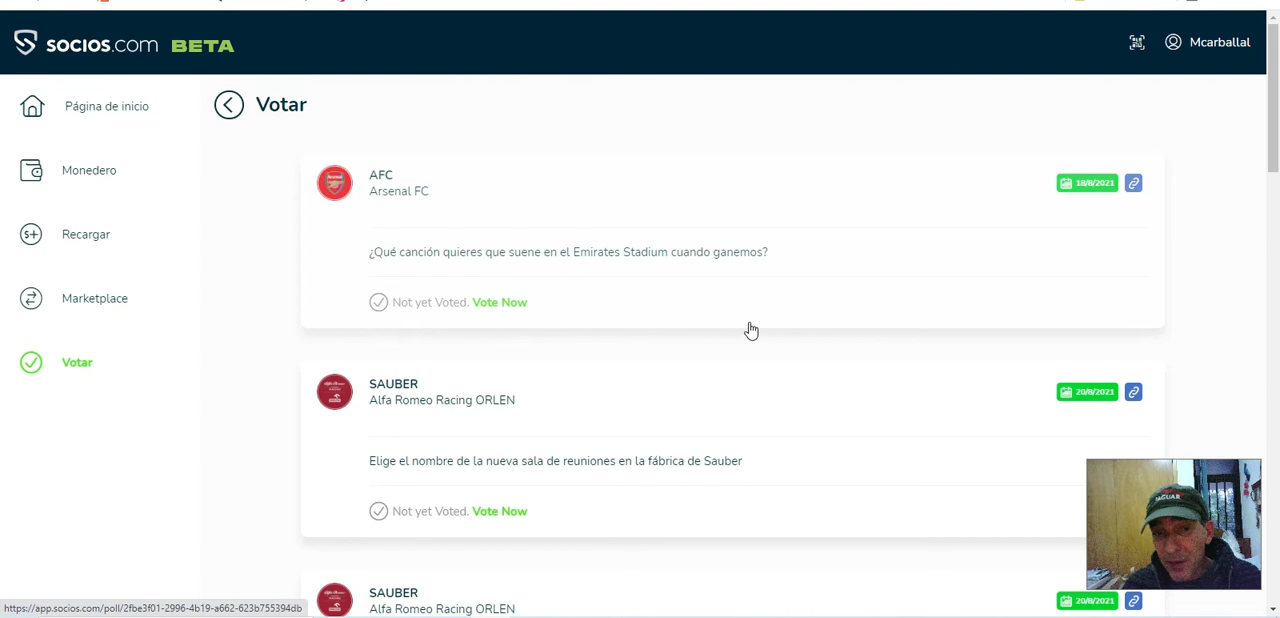 SOCIOS.COM BETA
Mcarballal
Página de inicio
Monedero
Recargar
Marketplace
Votar
Votar
AFC
Arsenal FC
18/8/2021
¿Qué canción quieres que suene en el Emirates Stadium cuando ganemos?
Not yet Voted. Vote Now
SAUBER
Alfa Romeo Racing ORLEN
20/8/2021
Elige el nombre de la nueva sala de reuniones en la fábrica de Sauber
Not yet Voted. Vote Now
SAUBER
Alfa Romeo Racing ORLEN
20/8/2021
JAGUAR
https://app.socios.com/poll/2fbe3f01-2996-4b19-a662-623b755394db